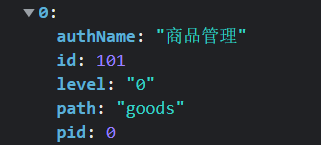 0:
authName: "商品管理"
id: 101
level: "0"
path: "goods"
pid: 0